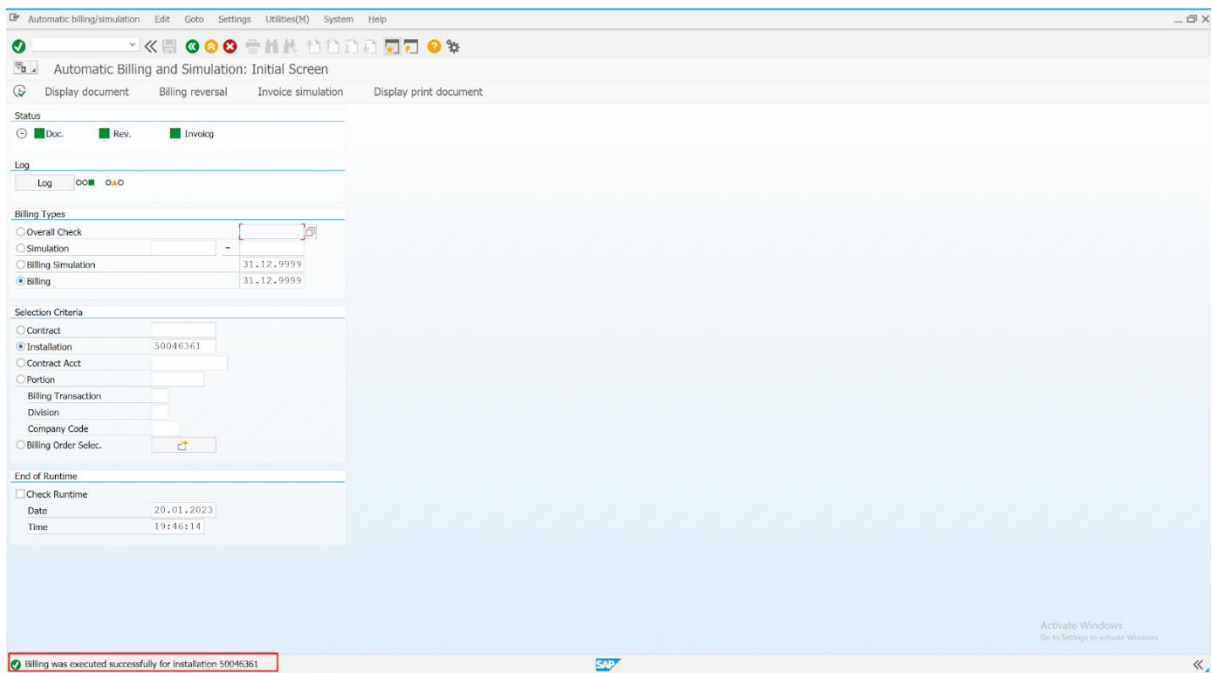 Automatic billing/simulation Edit Goto Settings Utilities(M) System Help
Automatic Billing and Simulation: Initial Screen
Display document Billing reversal Invoice simulation Display print document
Status
Doc. Rev. Invoicg
Log
Log
Billing Types
Overall Check
Simulation -
Billing Simulation 31.12.9999
Billing 31.12.9999
Selection Criteria
Contract
Installation 50046361
Contract Acct
Portion
Billing Transaction
Division
Company Code
Billing Order Selec.
End of Runtime
Check Runtime
Date 20.01.2023
Time 19:46:14
Activate Windows
Go to Settings to activate Windows.
Billing was executed successfully for installation 50046361
SAP